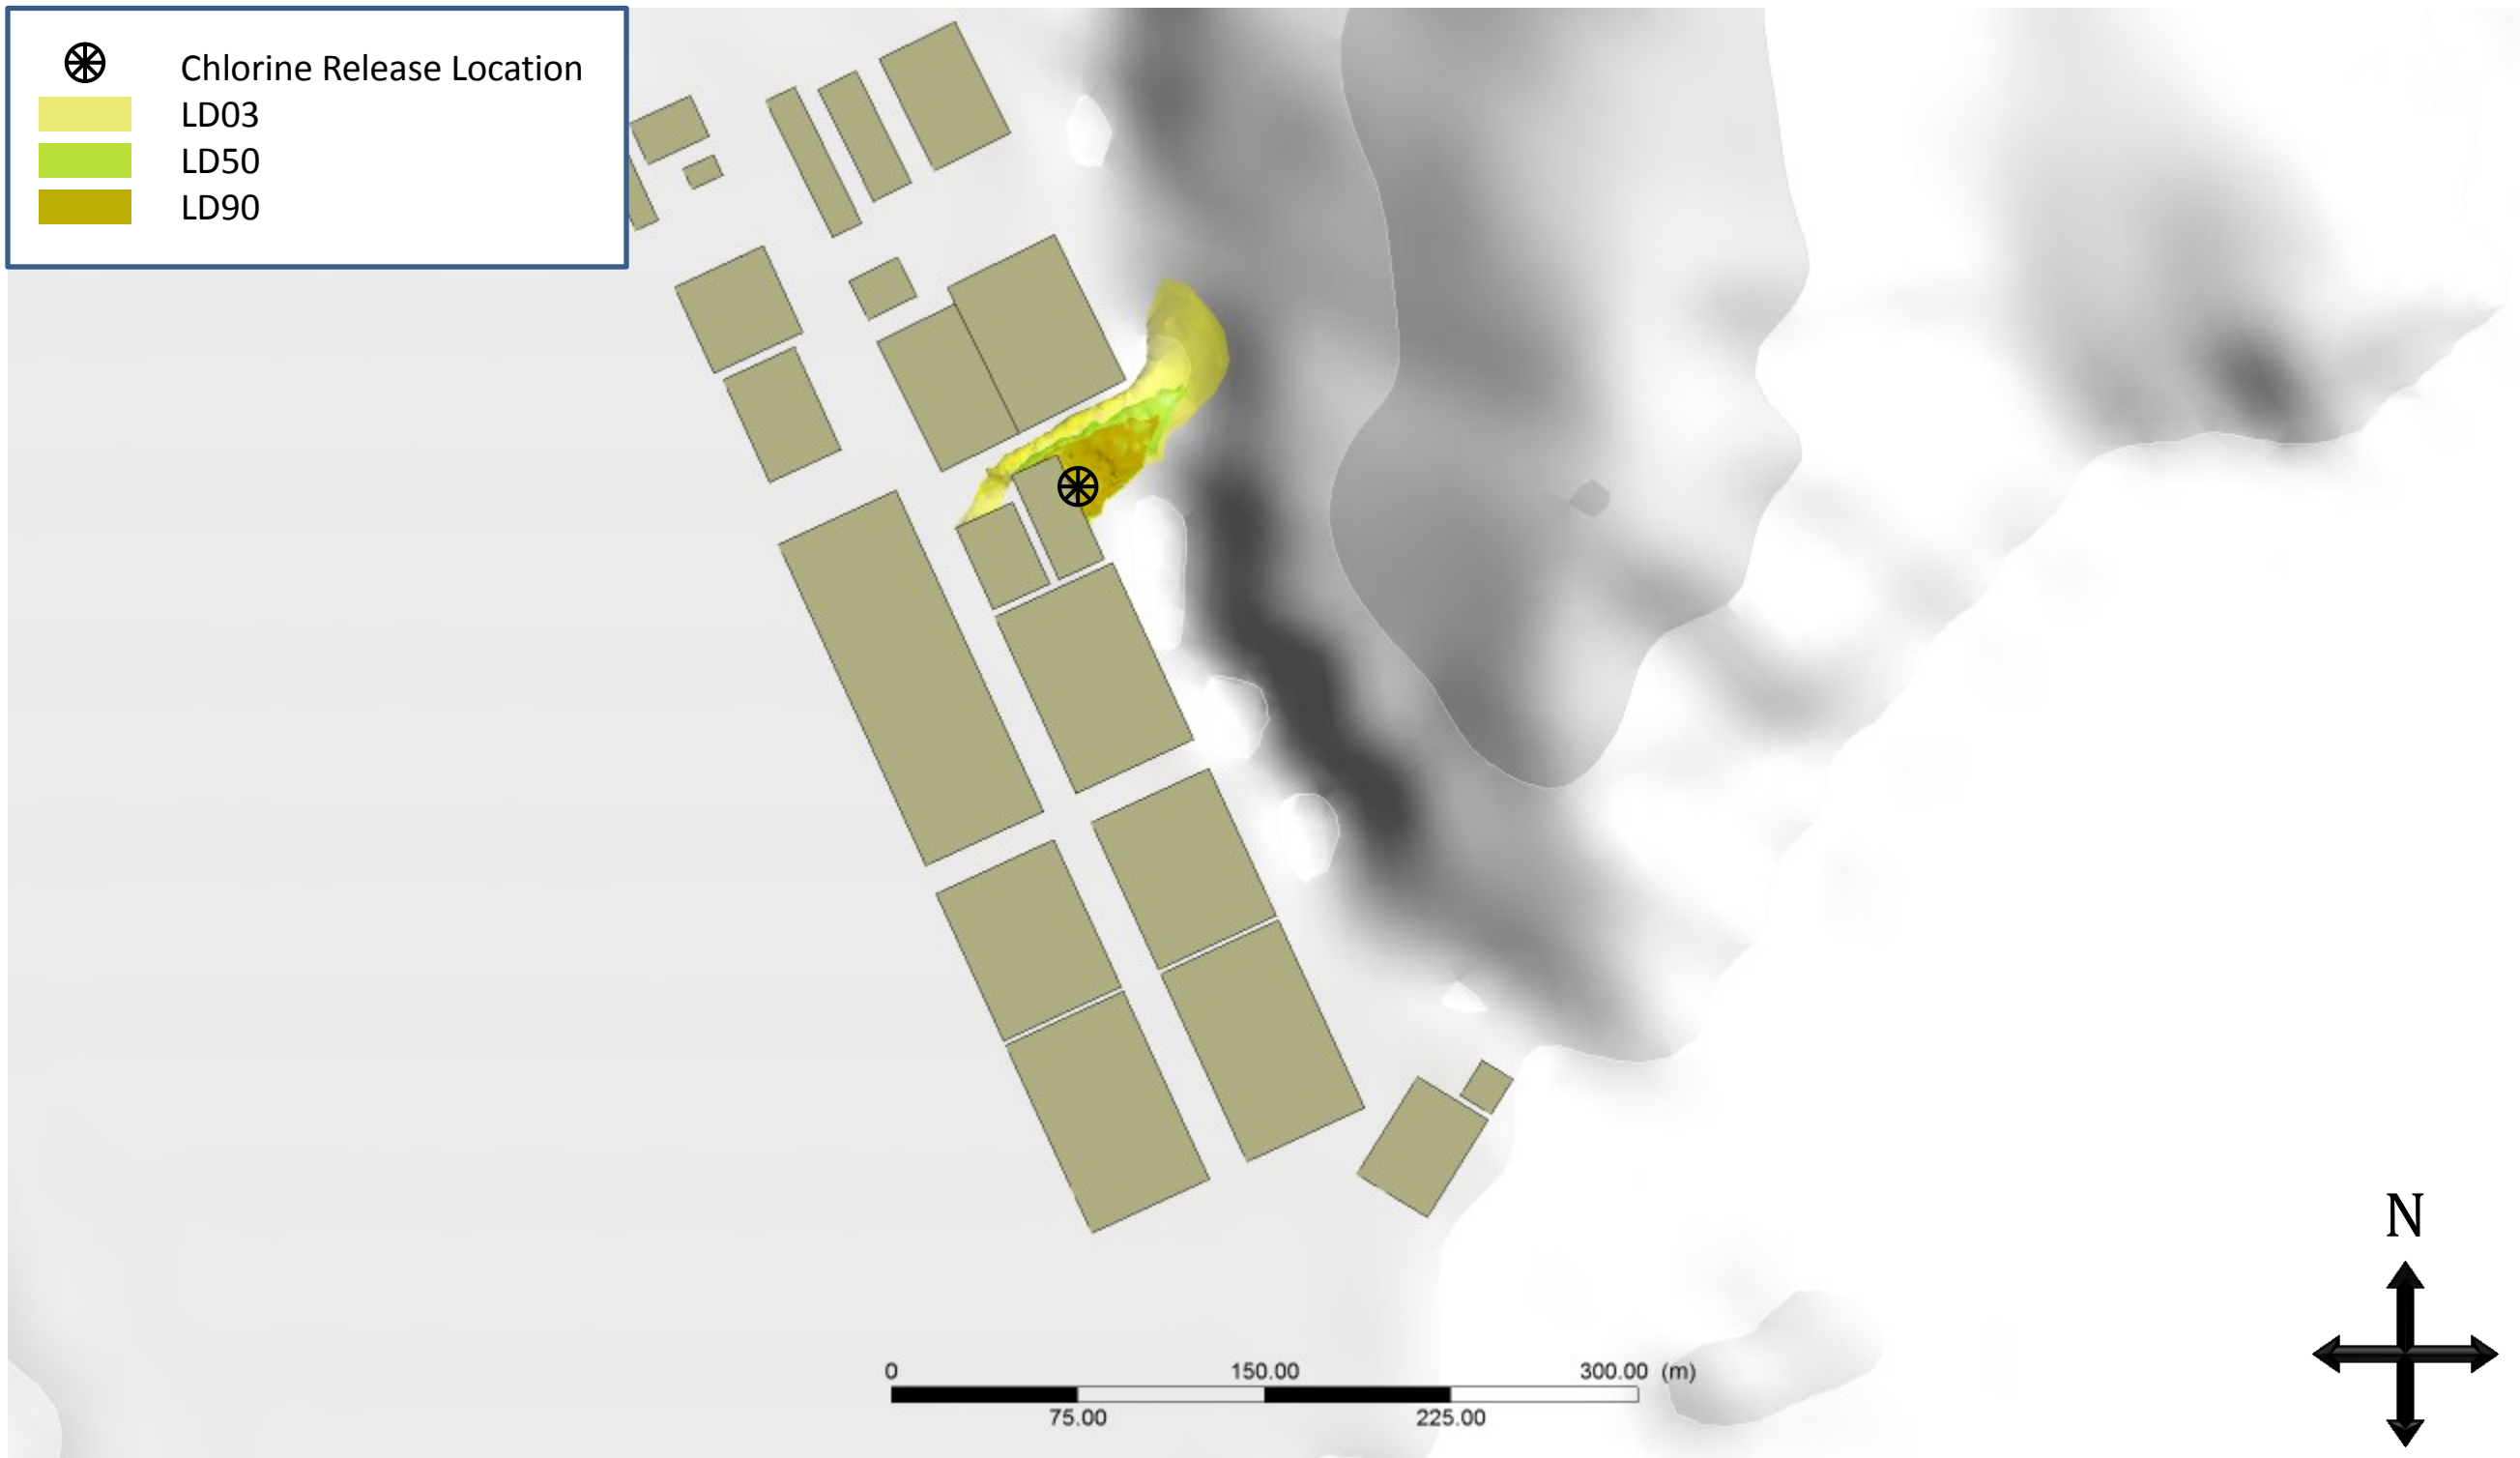 Chlorine Release Location
LD03
LD50
LD90
N
0 150.00 300.00 (m)
75.00 225.00